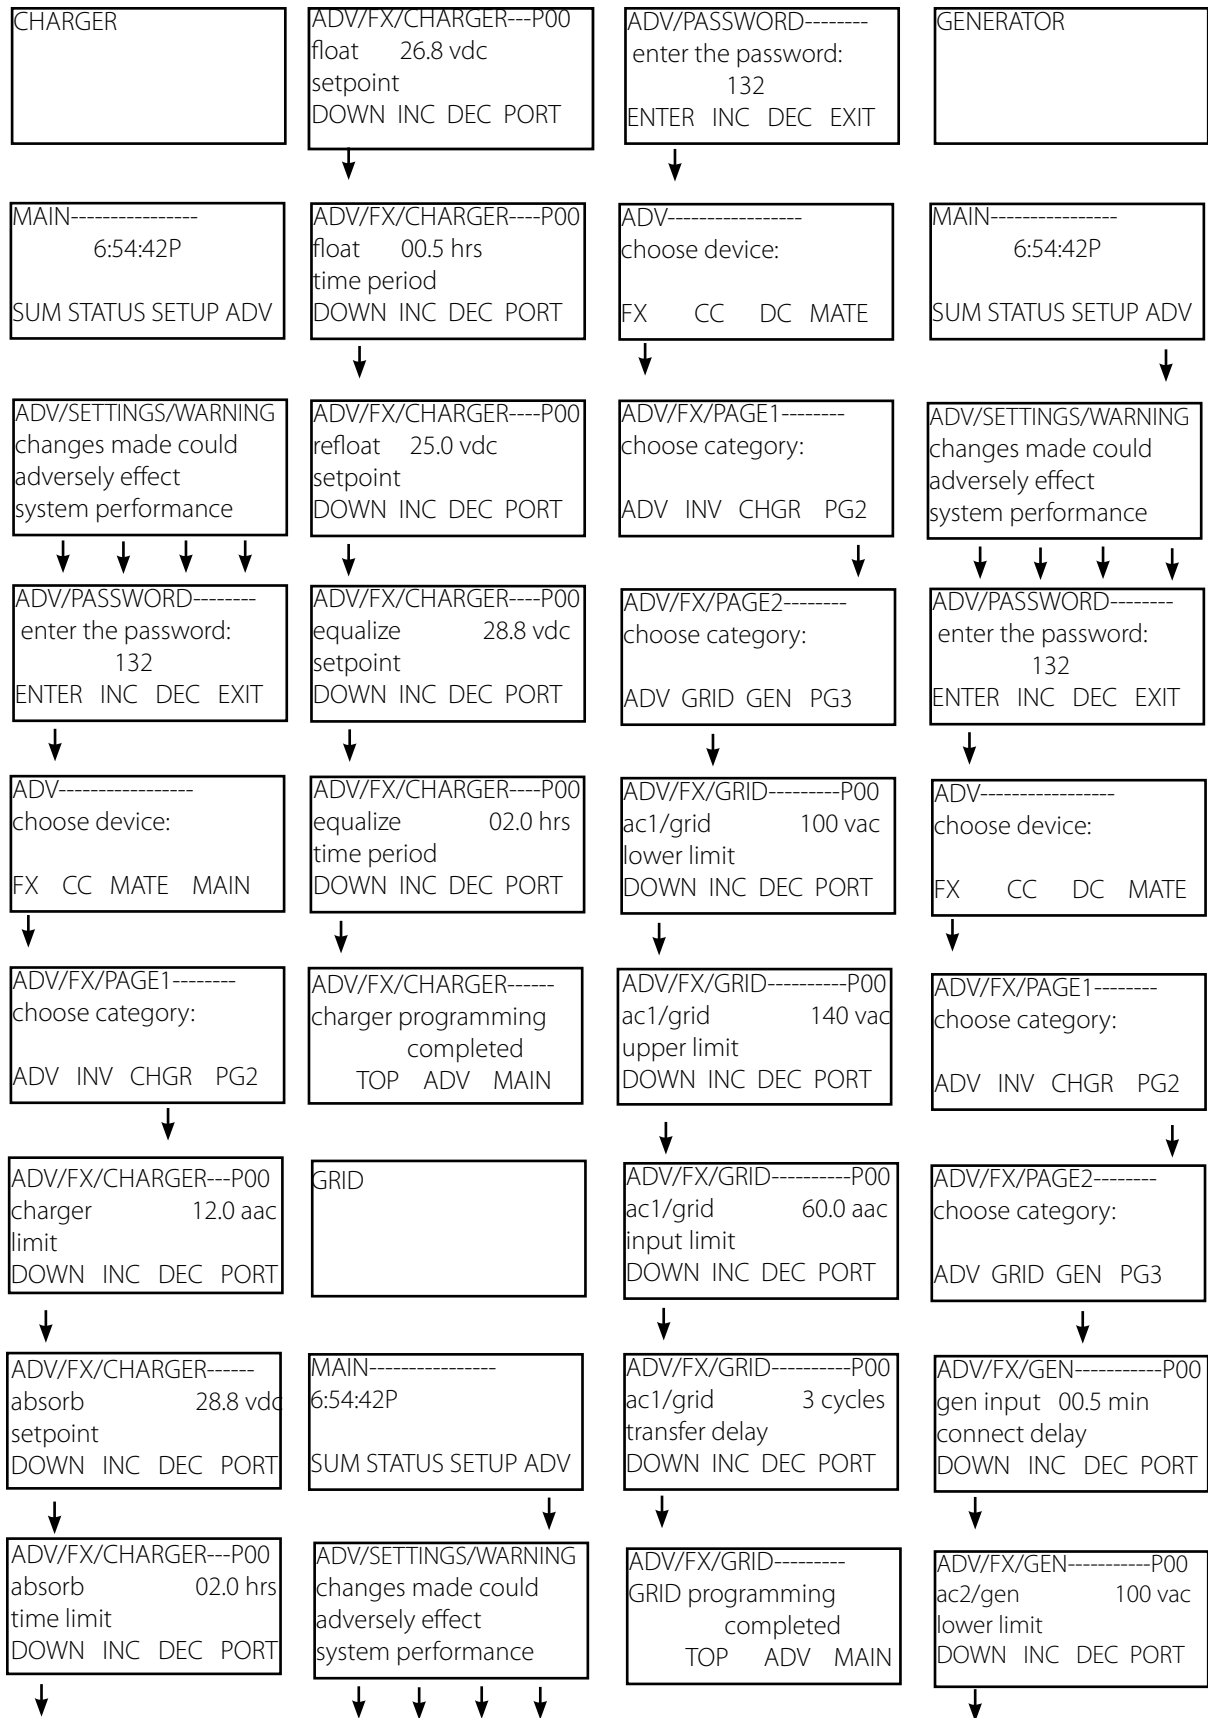 CHARGER
MAIN----------------
6:54:42P
SUM STATUS SETUP ADV
ADV/SETTINGS/WARNING
changes made could
adversely effect
system performance
ADV/PASSWORD--------
enter the password:
132
ENTER INC DEC EXIT
ADV-----------------
choose device:
FX CC MATE MAIN
ADV/FX/PAGE1--------
choose category:
ADV INV CHGR PG2
ADV/FX/CHARGER---P00
charger 12.0 aac
limit
DOWN INC DEC PORT
ADV/FX/CHARGER------
absorb 28.8 vdc
setpoint
DOWN INC DEC PORT
ADV/FX/CHARGER---P00
absorb 02.0 hrs
time limit
DOWN INC DEC PORT
ADV/FX/CHARGER---P00
float 26.8 vdc
setpoint
DOWN INC DEC PORT
ADV/FX/CHARGER----P00
float 00.5 hrs
time period
DOWN INC DEC PORT
ADV/FX/CHARGER----P00
refloat 25.0 vdc
setpoint
DOWN INC DEC PORT
ADV/FX/CHARGER----P00
equalize 28.8 vdc
setpoint
DOWN INC DEC PORT
ADV/FX/CHARGER----P00
equalize 02.0 hrs
time period
DOWN INC DEC PORT
ADV/FX/CHARGER------
charger programming
completed
TOP ADV MAIN
GRID
MAIN----------------
6:54:42P
SUM STATUS SETUP ADV
ADV/SETTINGS/WARNING
changes made could
adversely effect
system performance
ADV/PASSWORD--------
enter the password:
132
ENTER INC DEC EXIT
ADV-----------------
choose device:
FX CC DC MATE
ADV/FX/PAGE1--------
choose category:
ADV INV CHGR PG2
ADV/FX/PAGE2--------
choose category:
ADV GRID GEN PG3
ADV/FX/GRID---------P00
ac1/grid 100 vac
lower limit
DOWN INC DEC PORT
ADV/FX/GRID----------P00
ac1/grid 140 vac
upper limit
DOWN INC DEC PORT
ADV/FX/GRID----------P00
ac1/grid 60.0 aac
input limit
DOWN INC DEC PORT
ADV/FX/GRID----------P00
ac1/grid 3 cycles
transfer delay
DOWN INC DEC PORT
ADV/FX/GRID---------
GRID programming
completed
TOP ADV MAIN
GENERATOR
MAIN----------------
6:54:42P
SUM STATUS SETUP ADV
ADV/SETTINGS/WARNING
changes made could
adversely effect
system performance
ADV/PASSWORD--------
enter the password:
132
ENTER INC DEC EXIT
ADV-----------------
choose device:
FX CC DC MATE
ADV/FX/PAGE1--------
choose category:
ADV INV CHGR PG2
ADV/FX/PAGE2--------
choose category:
ADV GRID GEN PG3
ADV/FX/GEN-----------P00
gen input 00.5 min
connect delay
DOWN INC DEC PORT
ADV/FX/GEN-----------P00
ac2/gen 100 vac
lower limit
DOWN INC DEC PORT